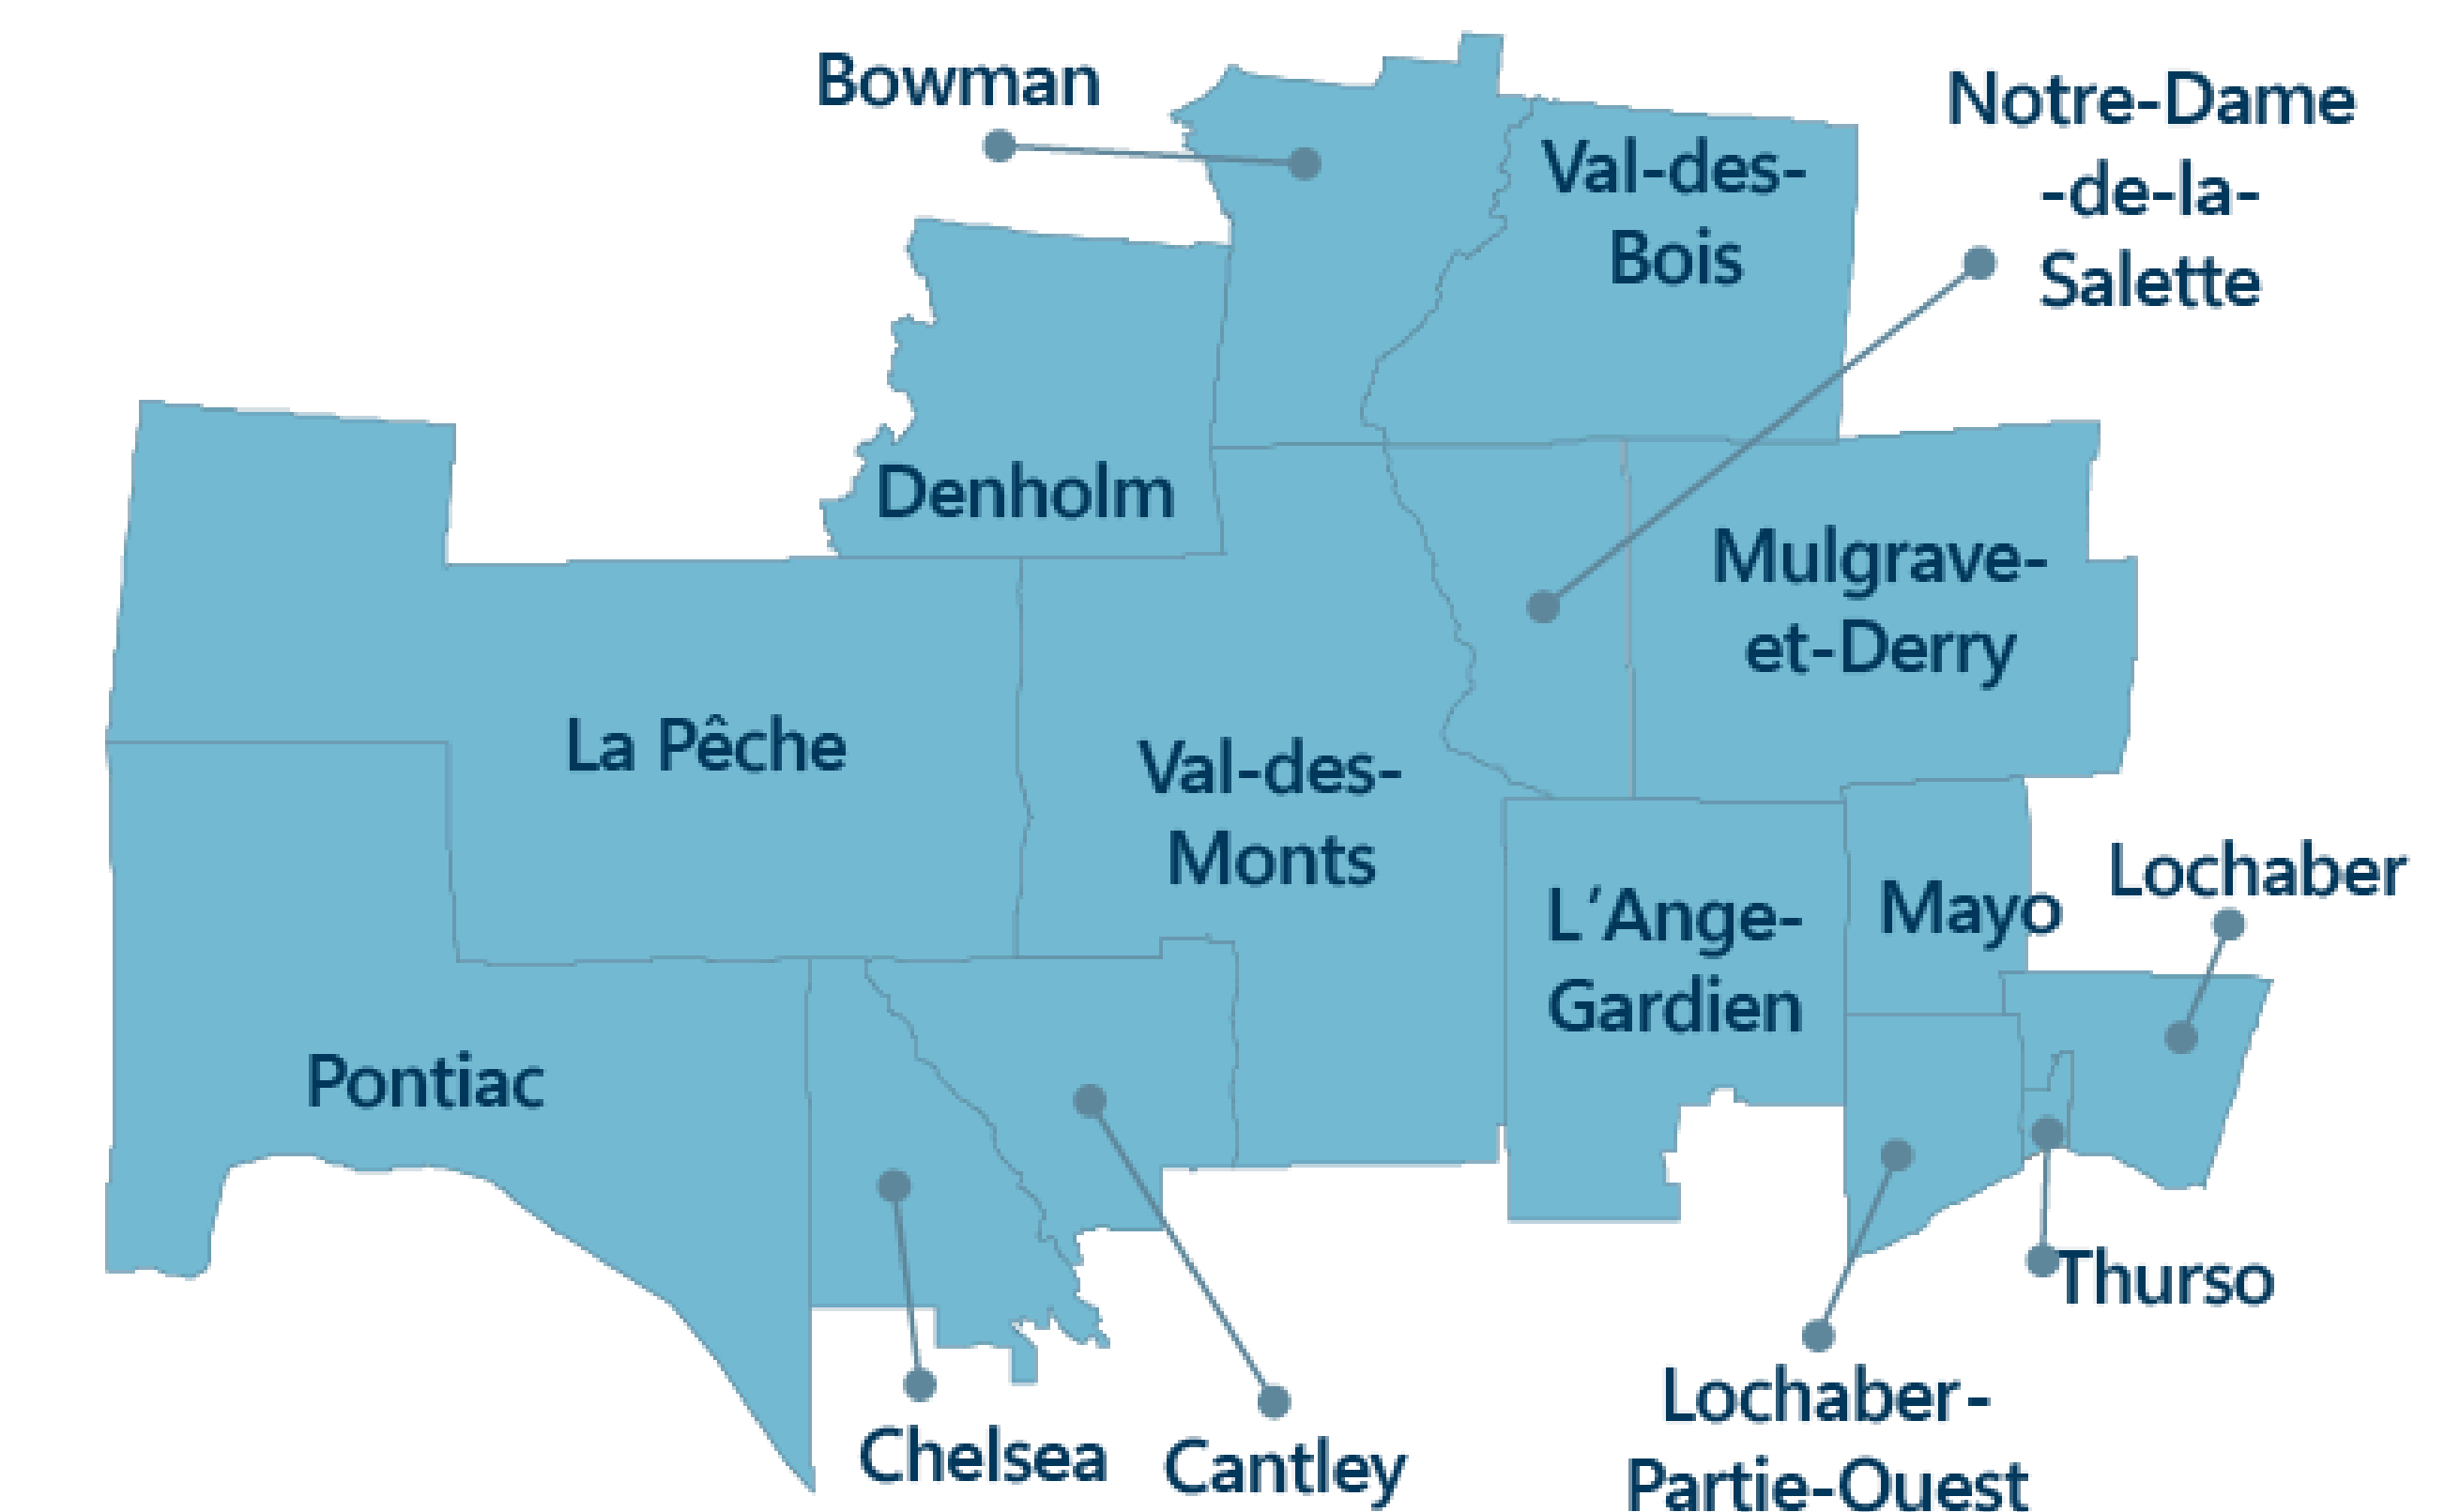 Bowman
Notre-Dame
-de-la-
Salette
Val-des-
Bois
Denholm
Mulgrave-
et-Derry
La Pêche
Val-des-
Monts
Lochaber
L'Ange-
Gardien
Mayo
Pontiac
Thurso
Lochaber-
Partie-Ouest
Chelsea
Cantley